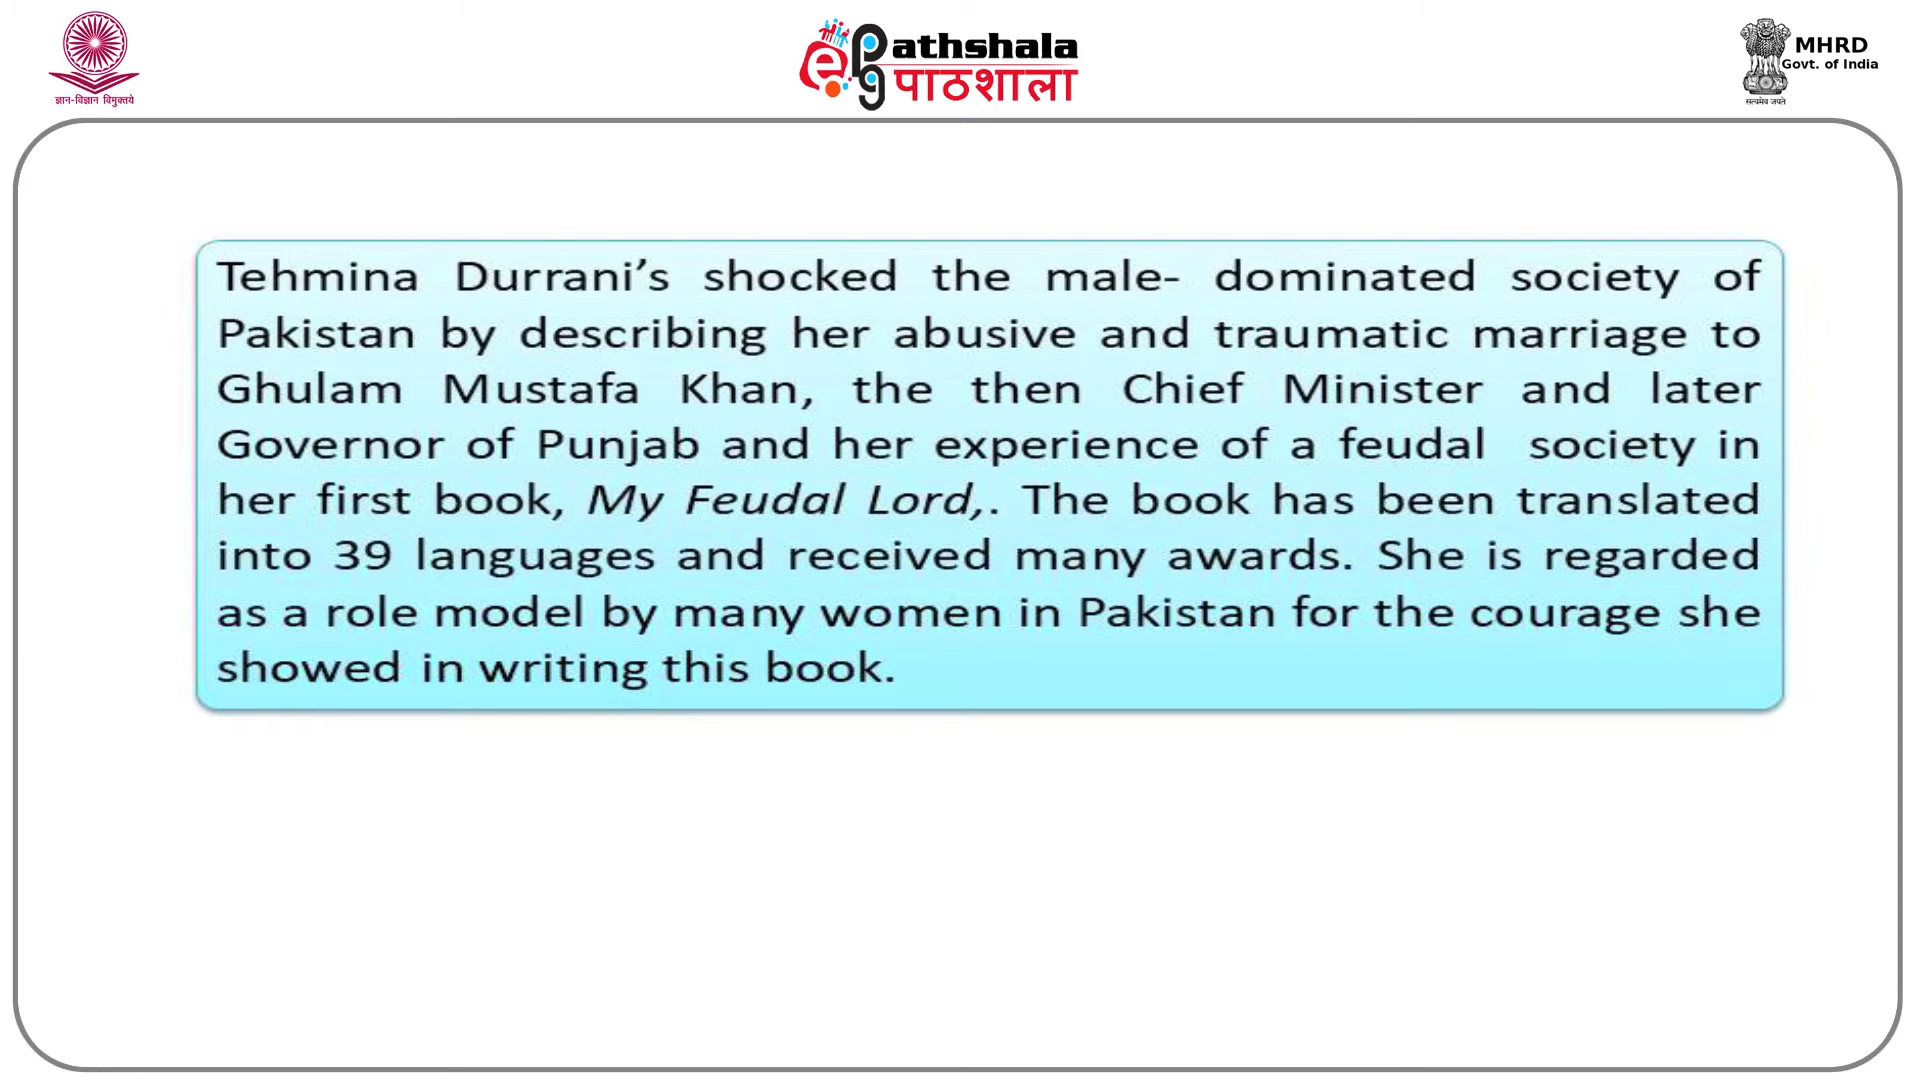 ज्ञान-विज्ञान विमुक्तये
e
Pathshala
पाठशाला
MHRD
Govt. of India
सत्यमेव जयते
Tehmina Durrani’s shocked the male- dominated society of
Pakistan by describing her abusive and traumatic marriage to
Ghulam Mustafa Khan, the then Chief Minister and later
Governor of Punjab and her experience of a feudal society in
her first book, My Feudal Lord,. The book has been translated
into 39 languages and received many awards. She is regarded
as a role model by many women in Pakistan for the courage she
showed in writing this book.